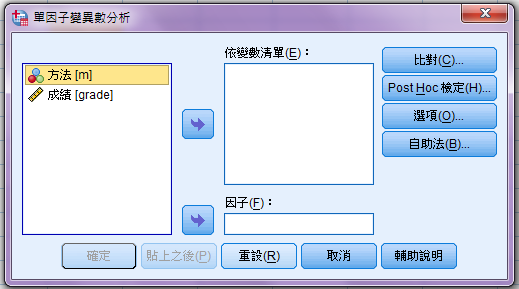 單因子變異數分析
依變數清單(E)：
方法 [m]
成績 [grade]
比對(C)...
Post Hoc 檢定(H)...
選項(O)...
自助法(B)...
因子(F)：
確定
貼上之後(P)
重設(R)
取消
輔助說明